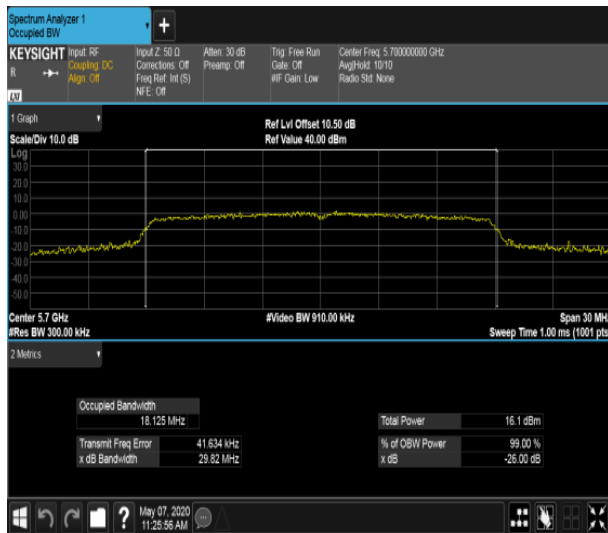 Spectrum Analyzer 1
Occupied BW
KEYSIGHT Input: RF Input Z: 50 Ω Atten: 30 dB Trig: Free Run Center Freq: 5.700000000 GHz
R Coupling: DC Corrections: Off Preamp: Off Gate: Off Avg|Hold: 10/10
Align: Off Freq Ref: Int (S) #IF Gain: Low Radio Std: None
LXI NFE: Off
1 Graph
Ref Lvl Offset 10.50 dB
Scale/Div 10.0 dB Ref Value 40.00 dBm
Log
30.0
20.0
10.0
0.00
-10.0
-20.0
-30.0
-40.0
-50.0
Center 5.7 GHz #Video BW 910.00 kHz Span 30 MHz
#Res BW 300.00 kHz Sweep Time 1.00 ms (1001 pts
2 Metrics
Occupied Bandwidth
18.125 MHz Total Power 16.1 dBm
Transmit Freq Error 41.634 kHz % of OBW Power 99.00 %
x dB Bandwidth 29.82 MHz x dB -26.00 dB
? May 07, 2020
11:25:56 AM